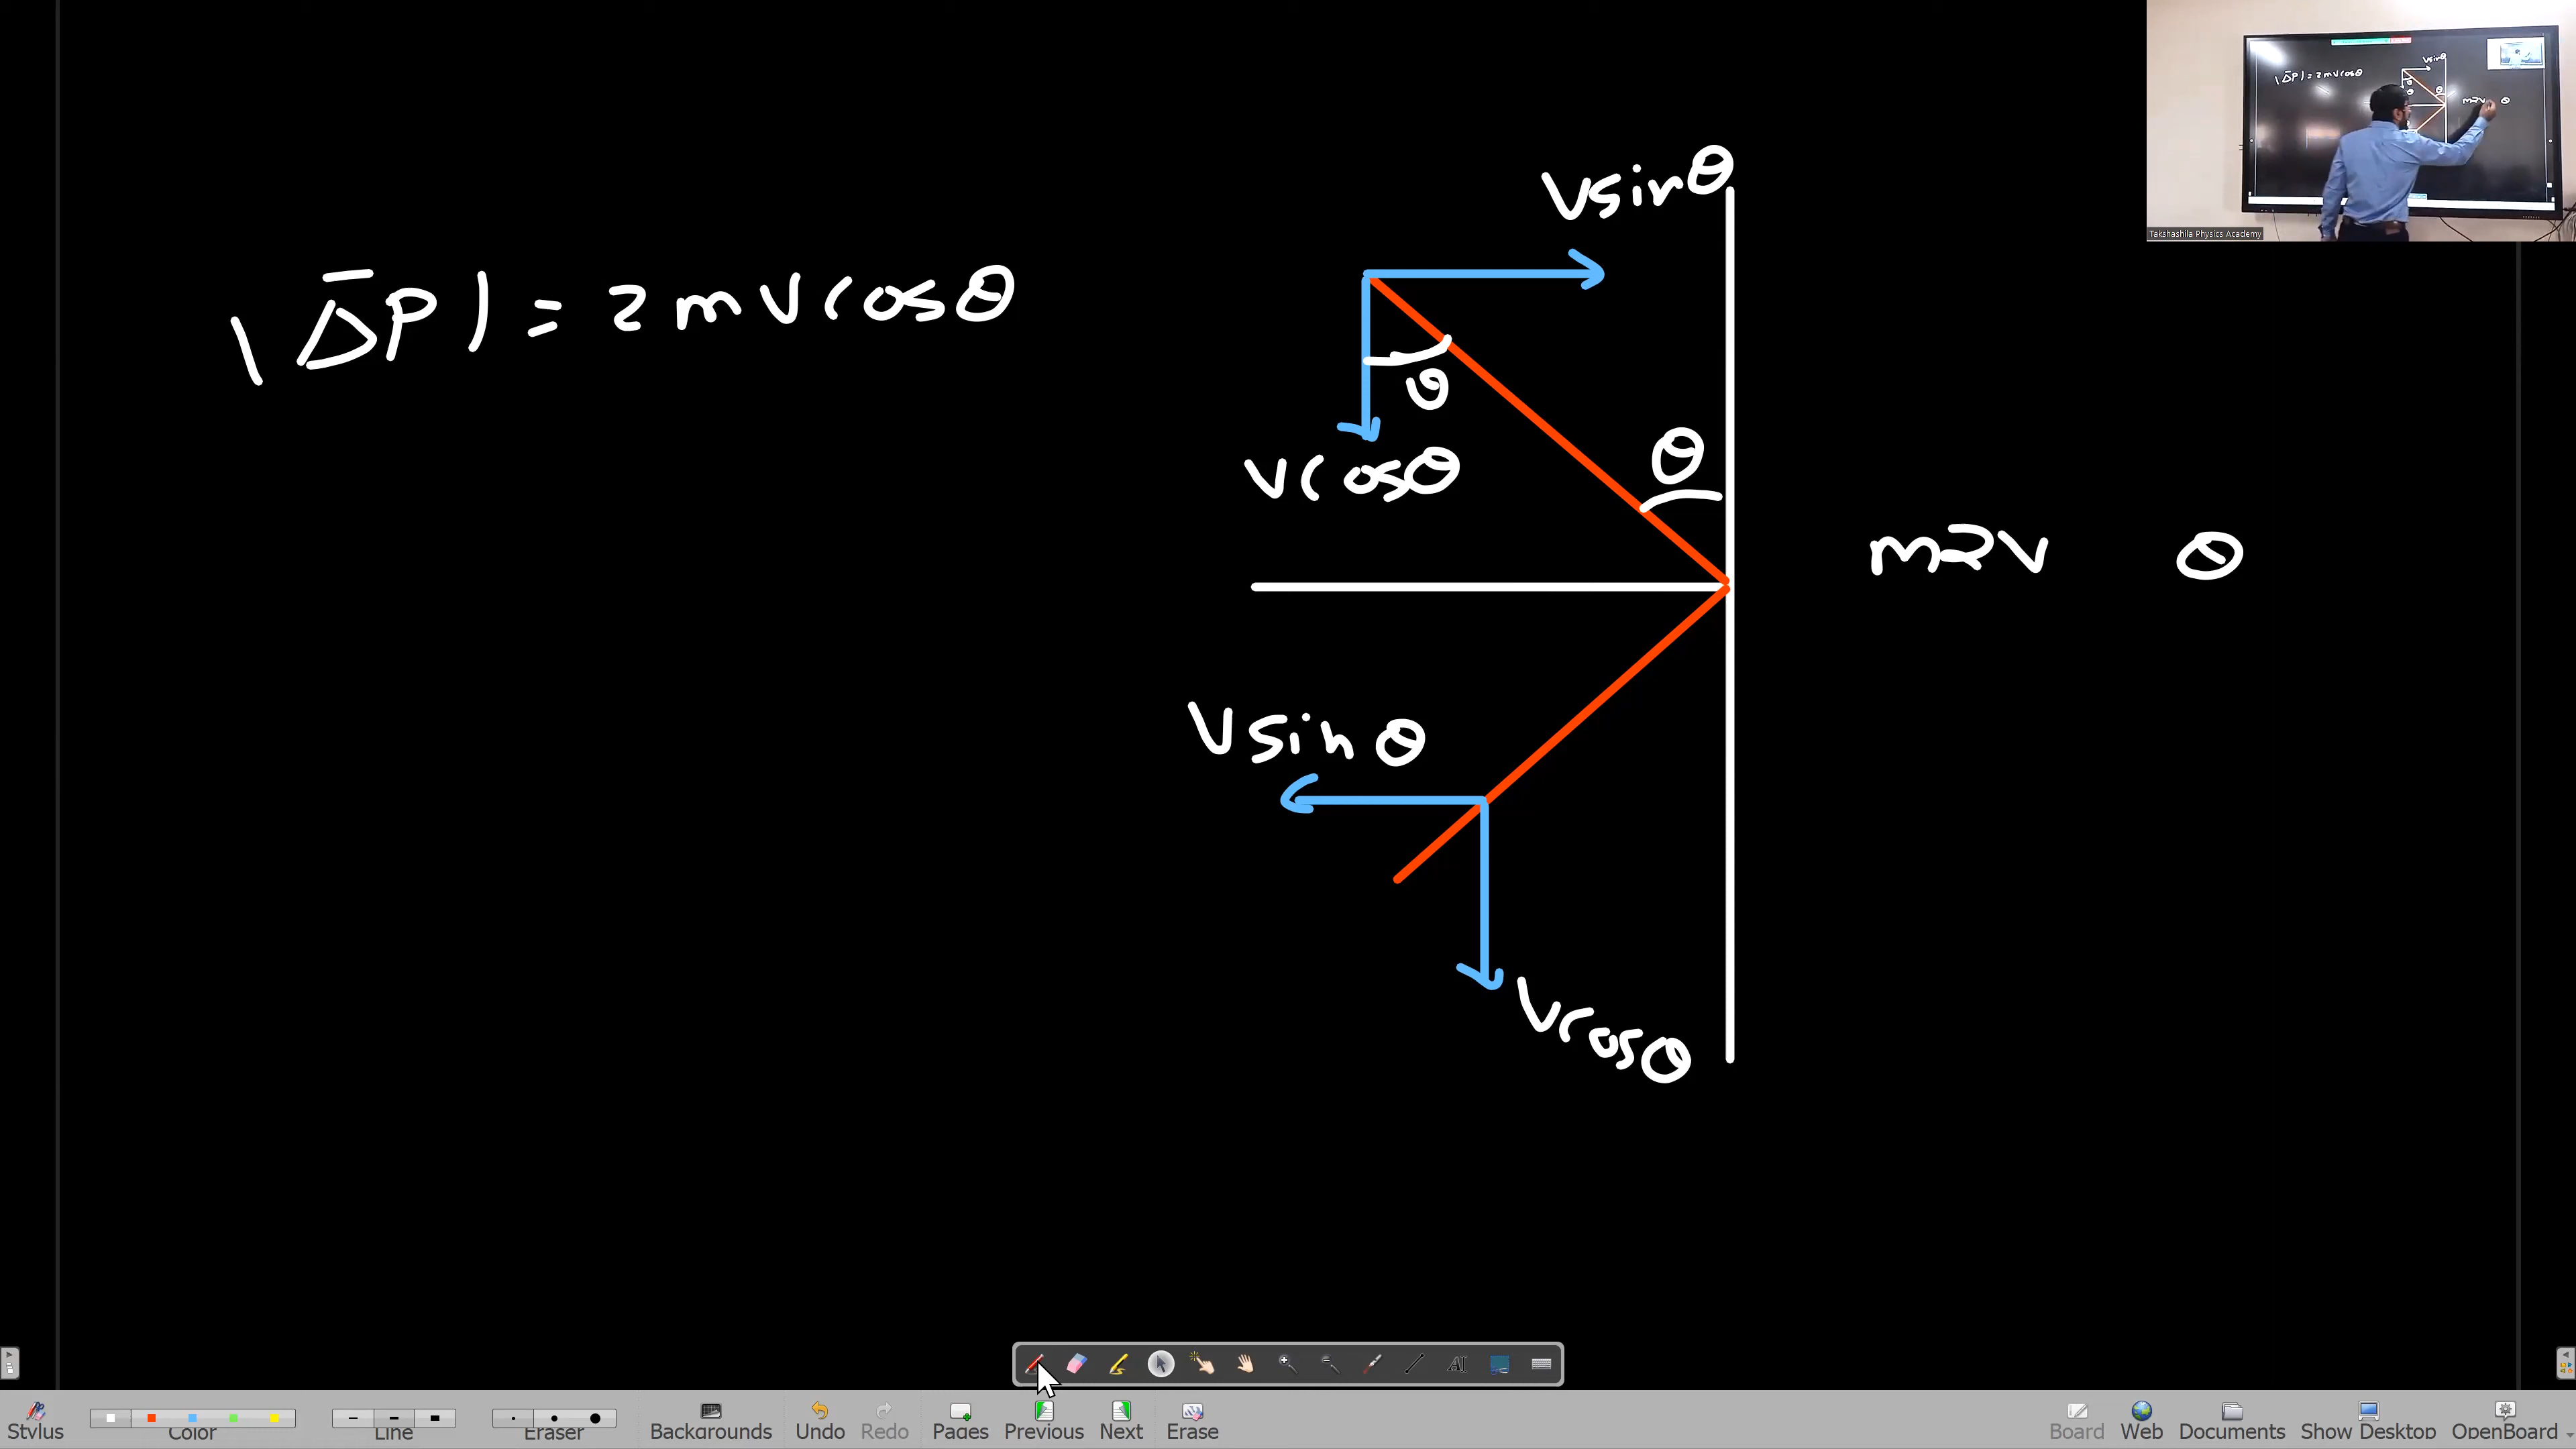 Vsinθ
|Δp̄| = 2mvcosθ
θ
vcosθ
θ
m2v θ
Vsinθ
Vcosθ
Takshashila Physics Academy
Stylus Color Line Eraser Backgrounds Undo Redo Pages Previous Next Erase Board Web Documents Show Desktop OpenBoard